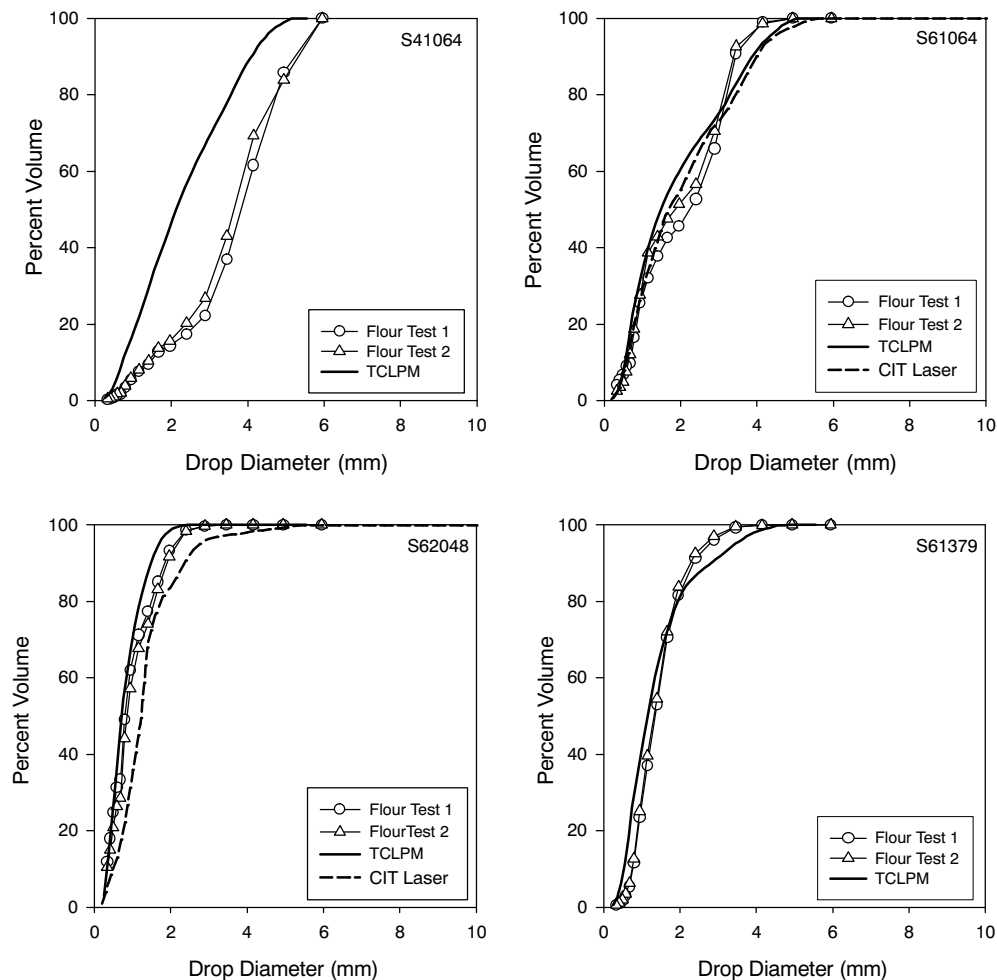 S41064
Percent Volume
100
80
60
40
20
0
0 2 4 6 8 10
Drop Diameter (mm)
Flour Test 1
Flour Test 2
TCLPM
S61064
Percent Volume
100
80
60
40
20
0
0 2 4 6 8 10
Drop Diameter (mm)
Flour Test 1
Flour Test 2
TCLPM
CIT Laser
S62048
Percent Volume
100
80
60
40
20
0
0 2 4 6 8 10
Drop Diameter (mm)
Flour Test 1
FlourTest 2
TCLPM
CIT Laser
S61379
Percent Volume
100
80
60
40
20
0
0 2 4 6 8 10
Drop Diameter (mm)
Flour Test 1
Flour Test 2
TCLPM